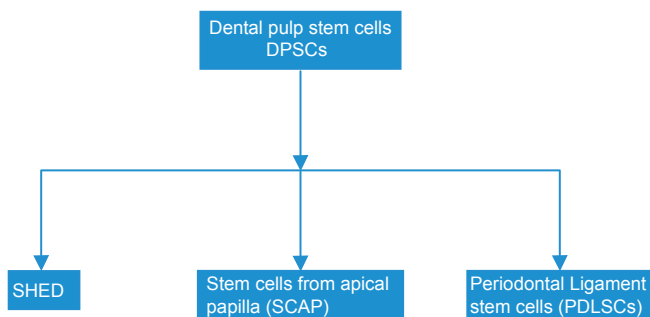 Dental pulp stem cells
DPSCs
SHED
Stem cells from apical
papilla (SCAP)
Periodontal Ligament
stem cells (PDLSCs)